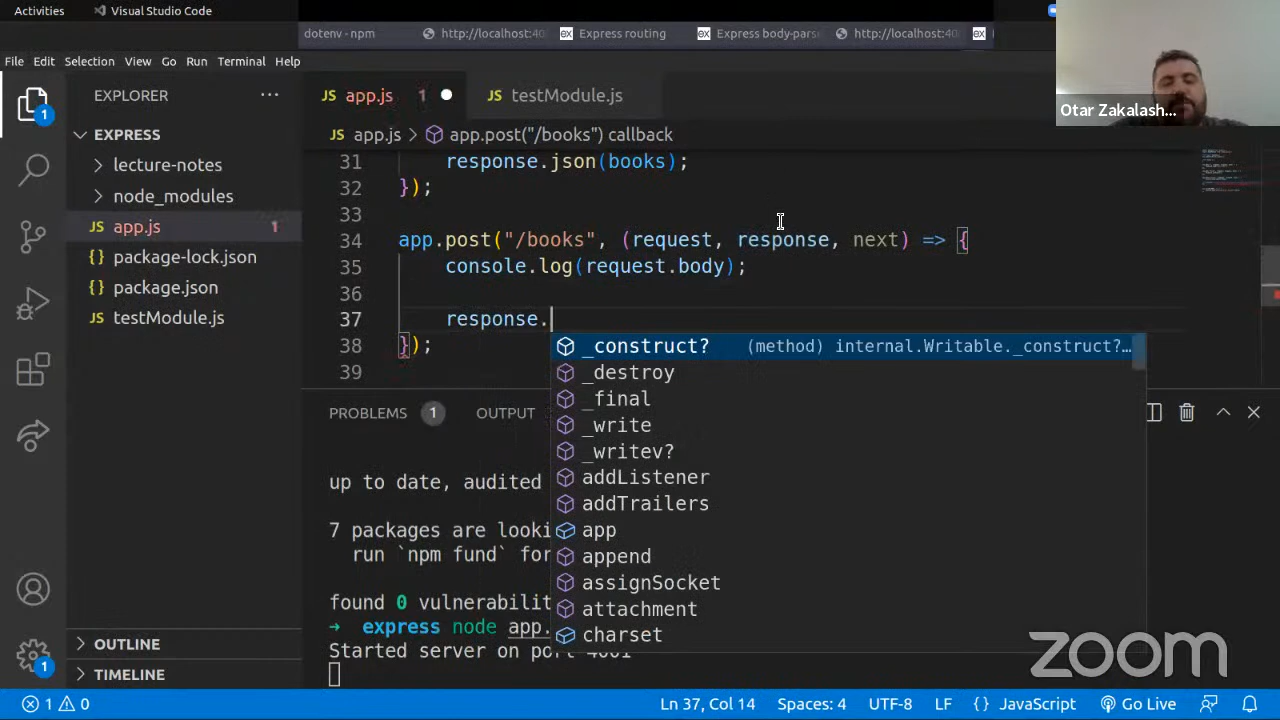 Activities
Visual Studio Code
dotenv - npm
http://localhost:40
Express routing
Express body-parse
http://localhost:40
File Edit Selection View Go Run Terminal Help
Otar Zakalash...
EXPLORER
JS app.js 1
JS testModule.js
EXPRESS
JS app.js > app.post("/books") callback
lecture-notes
node_modules
JS app.js 1
{} package-lock.json
{} package.json
JS testModule.js
31 response.json(books);
32 });
33
34 app.post("/books", (request, response, next) => {
35 console.log(request.body);
36
37 response.
38 });
39
_construct? (method) internal.Writable._construct?…
_destroy
_final
_write
_writev?
addListener
addTrailers
app
append
assignSocket
attachment
charset
PROBLEMS 1 OUTPUT
up to date, audited
7 packages are looki
run `npm fund` for
found 0 vulnerabilit
→ express node app.
Started server on port 4001
OUTLINE
TIMELINE
zoom
1
1
1 0
Ln 37, Col 14
Spaces: 4
UTF-8
LF
{} JavaScript
Go Live